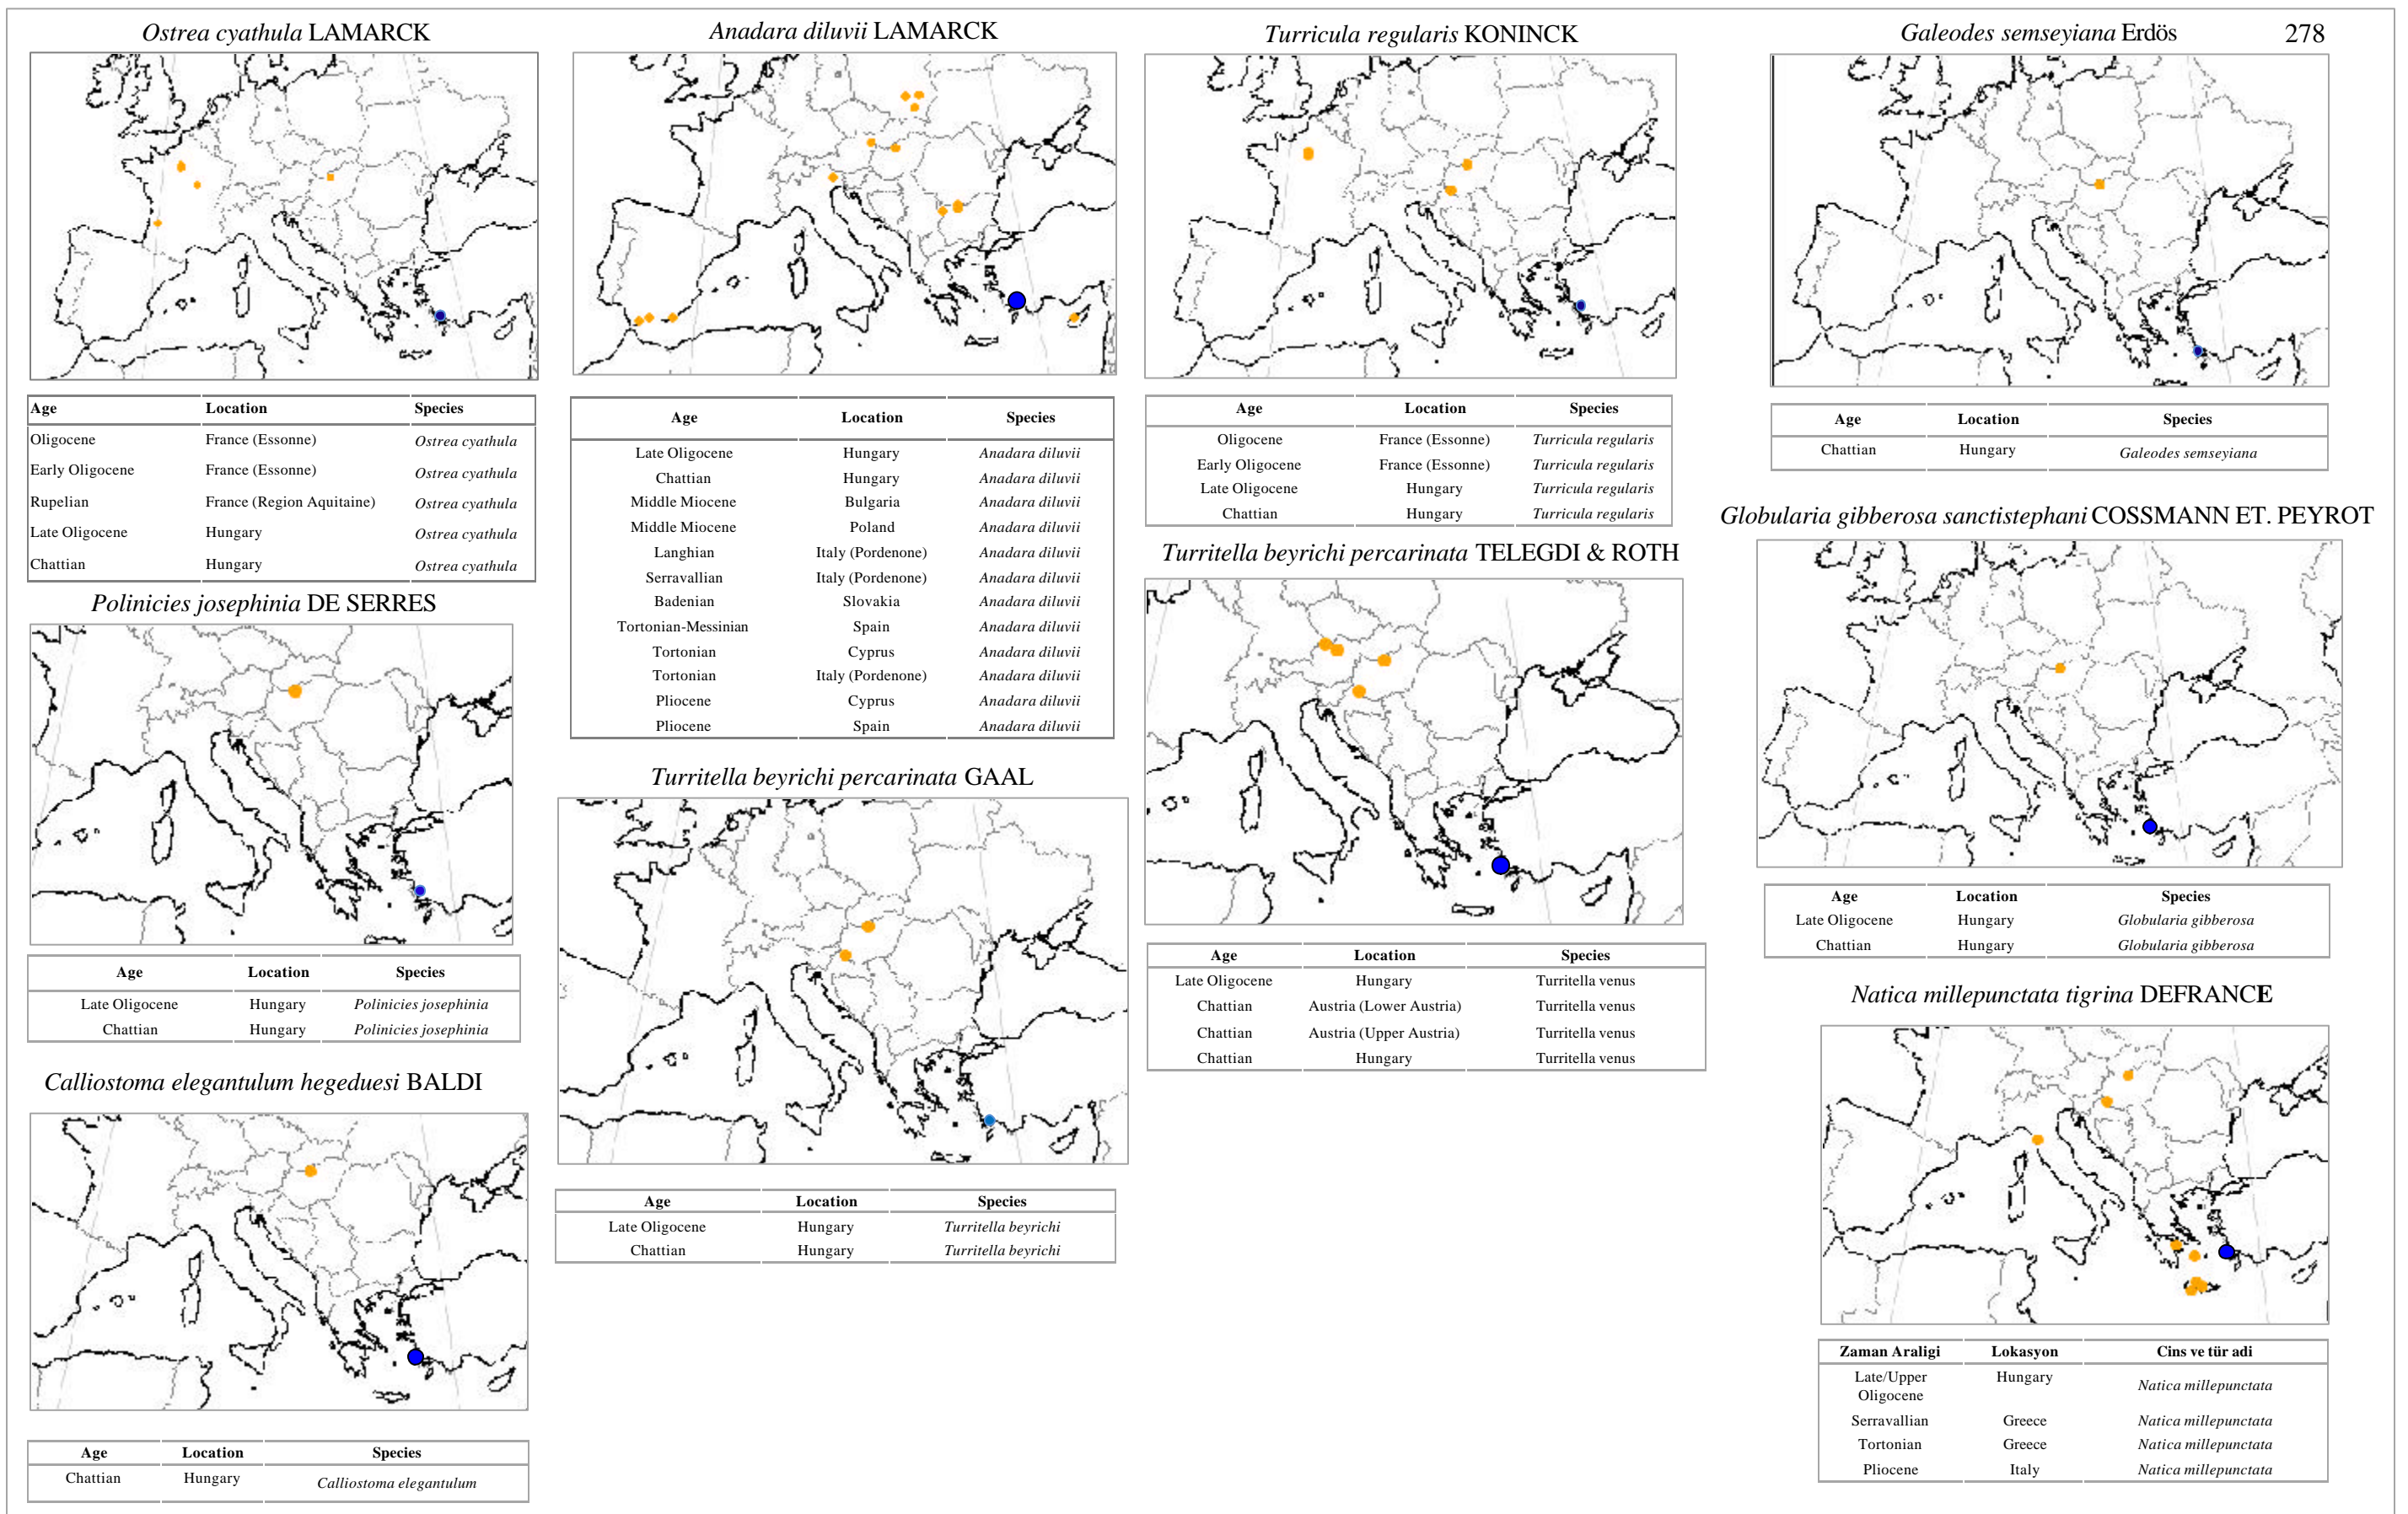 278
Ostrea cyathula LAMARCK
Age Location Species
Oligocene France (Essonne) Ostrea cyathula
Early Oligocene France (Essonne) Ostrea cyathula
Rupelian France (Region Aquitaine) Ostrea cyathula
Late Oligocene Hungary Ostrea cyathula
Chattian Hungary Ostrea cyathula
Polinicies josephinia DE SERRES
Age Location Species
Late Oligocene Hungary Polinicies josephinia
Chattian Hungary Polinicies josephinia
Calliostoma elegantulum hegeduesi BALDI
Age Location Species
Chattian Hungary Calliostoma elegantulum
Anadara diluvii LAMARCK
Age Location Species
Late Oligocene Hungary Anadara diluvii
Chattian Hungary Anadara diluvii
Middle Miocene Bulgaria Anadara diluvii
Middle Miocene Poland Anadara diluvii
Langhian Italy (Pordenone) Anadara diluvii
Serravallian Italy (Pordenone) Anadara diluvii
Badenian Slovakia Anadara diluvii
Tortonian-Messinian Spain Anadara diluvii
Tortonian Cyprus Anadara diluvii
Tortonian Italy (Pordenone) Anadara diluvii
Pliocene Cyprus Anadara diluvii
Pliocene Spain Anadara diluvii
Turritella beyrichi percarinata GAAL
Age Location Species
Late Oligocene Hungary Turritella beyrichi
Chattian Hungary Turritella beyrichi
Turricula regularis KONINCK
Age Location Species
Oligocene France (Essonne) Turricula regularis
Early Oligocene France (Essonne) Turricula regularis
Late Oligocene Hungary Turricula regularis
Chattian Hungary Turricula regularis
Turritella beyrichi percarinata TELEGDI & ROTH
Age Location Species
Late Oligocene Hungary Turritella venus
Chattian Austria (Lower Austria) Turritella venus
Chattian Austria (Upper Austria) Turritella venus
Chattian Hungary Turritella venus
Galeodes semseyiana Erdös
Age Location Species
Chattian Hungary Galeodes semseyiana
Globularia gibberosa sanctistephani COSSMANN ET. PEYROT
Age Location Species
Late Oligocene Hungary Globularia gibberosa
Chattian Hungary Globularia gibberosa
Natica millepunctata tigrina DEFRANCE
Zaman Araligi Lokasyon Cins ve tür adi
Late/Upper Hungary Natica millepunctata
Oligocene
Serravallian Greece Natica millepunctata
Tortonian Greece Natica millepunctata
Pliocene Italy Natica millepunctata